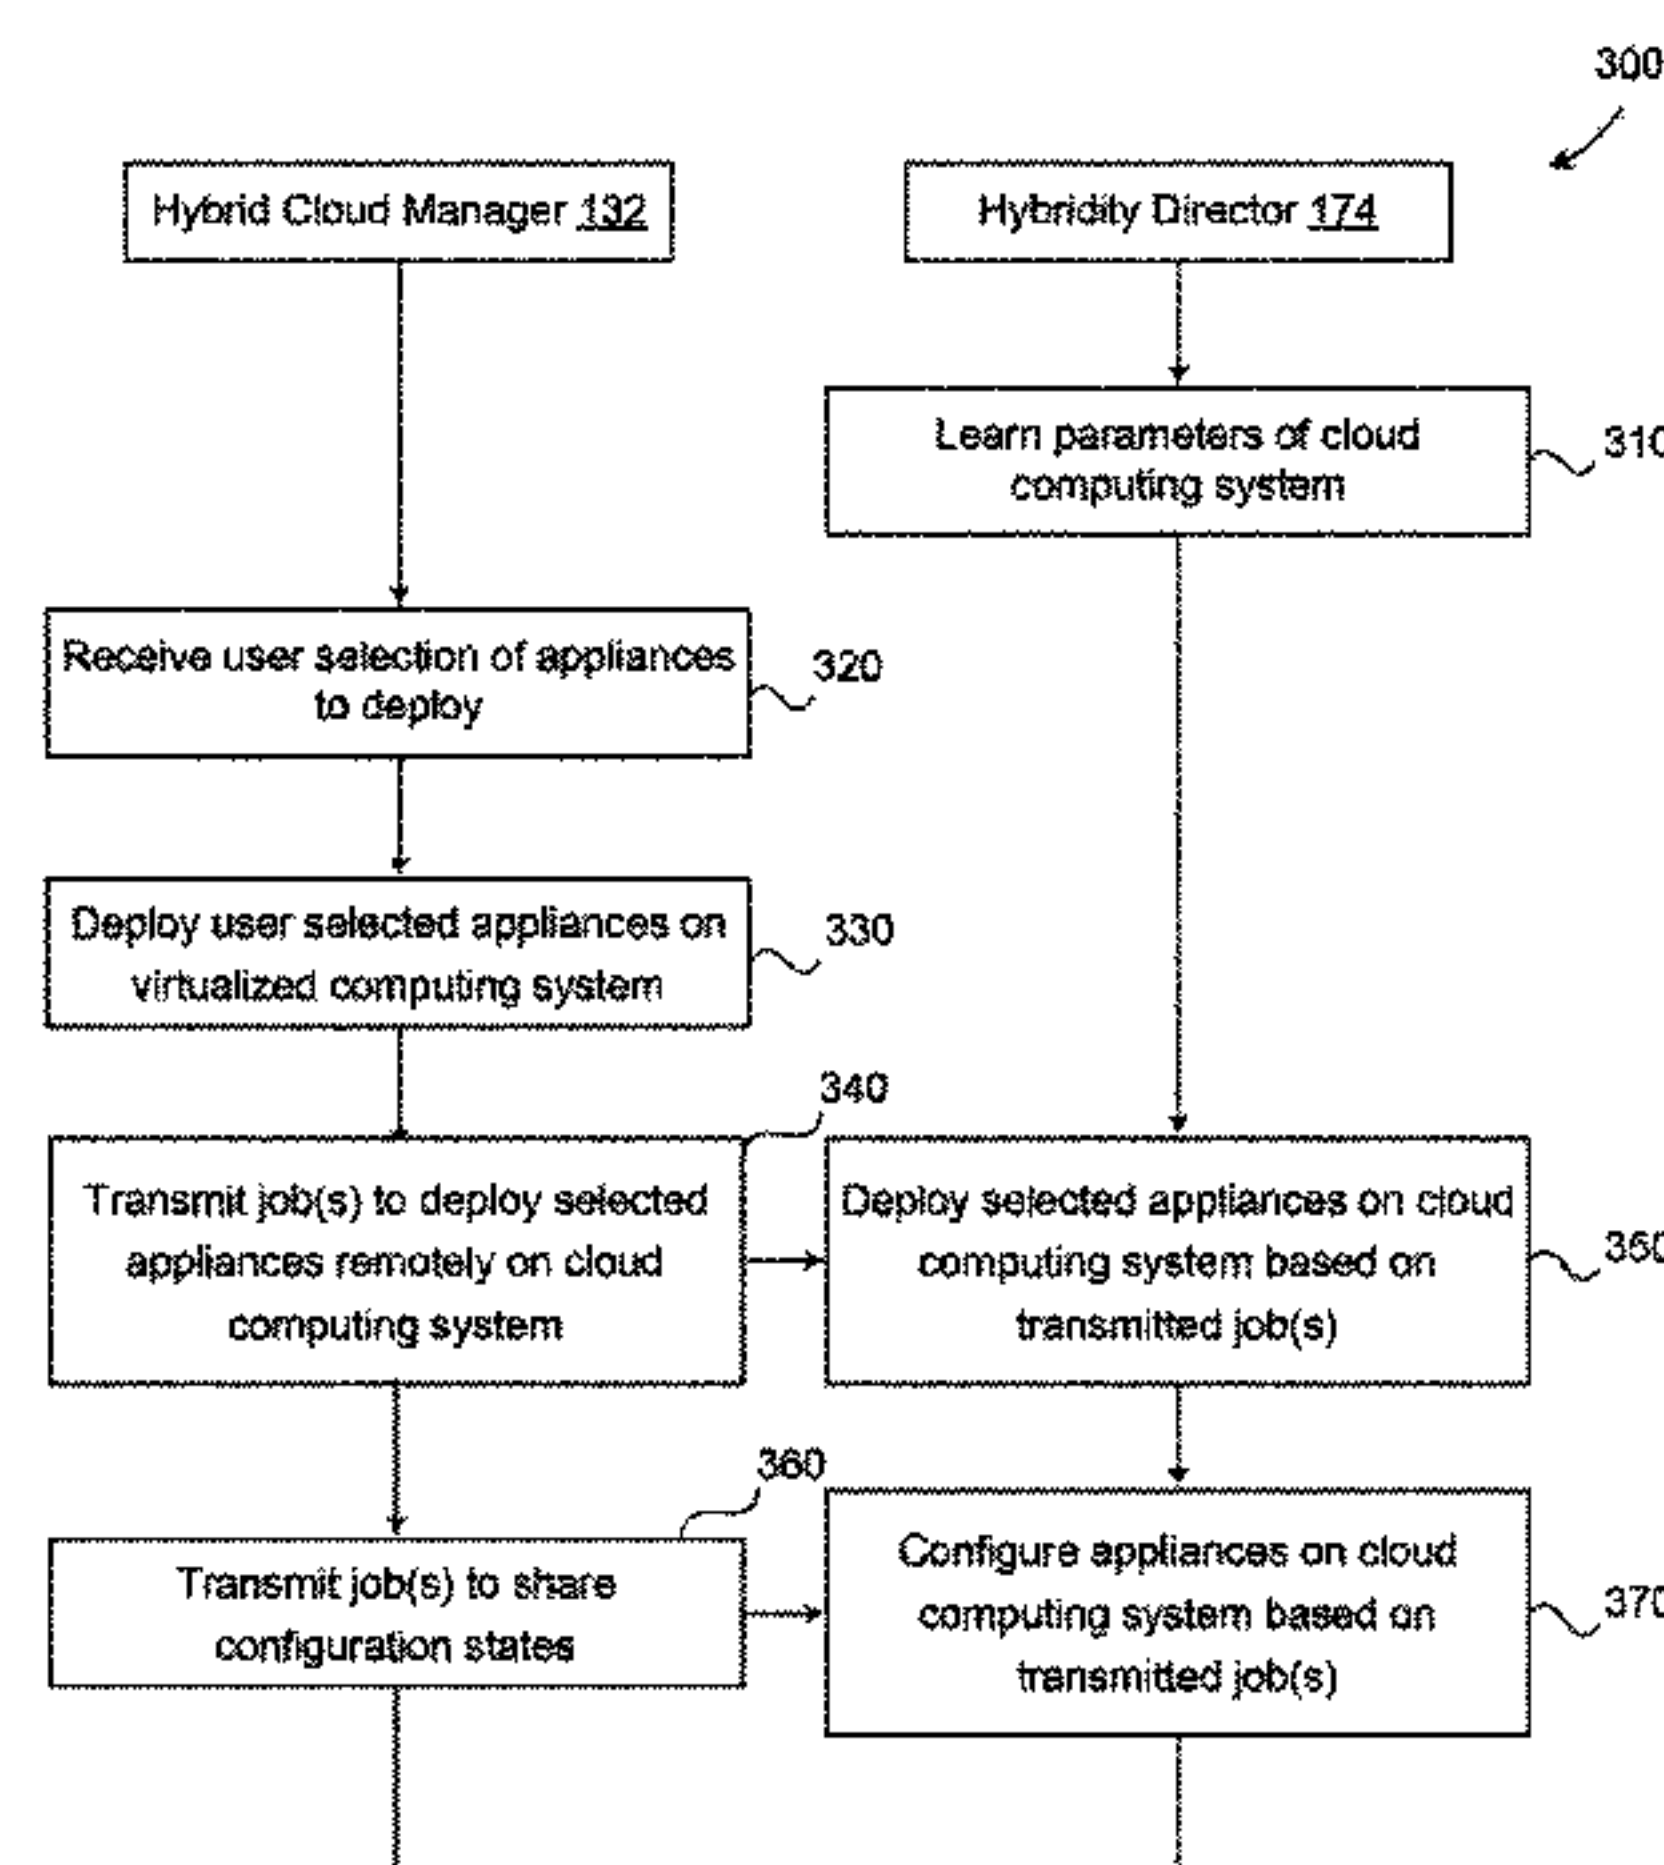 300
Hybrid Cloud Manager 132
Hybridity Director 174
Learn parameters of cloud
computing system
310
Receive user selection of appliances
to deploy
320
Deploy user selected appliances on
virtualized computing system
330
340
Transmit job(s) to deploy selected
appliances remotely on cloud
computing system
Deploy selected appliances on cloud
computing system based on
transmitted job(s)
350
360
Transmit job(s) to share
configuration states
Configure appliances on cloud
computing system based on
transmitted job(s)
370